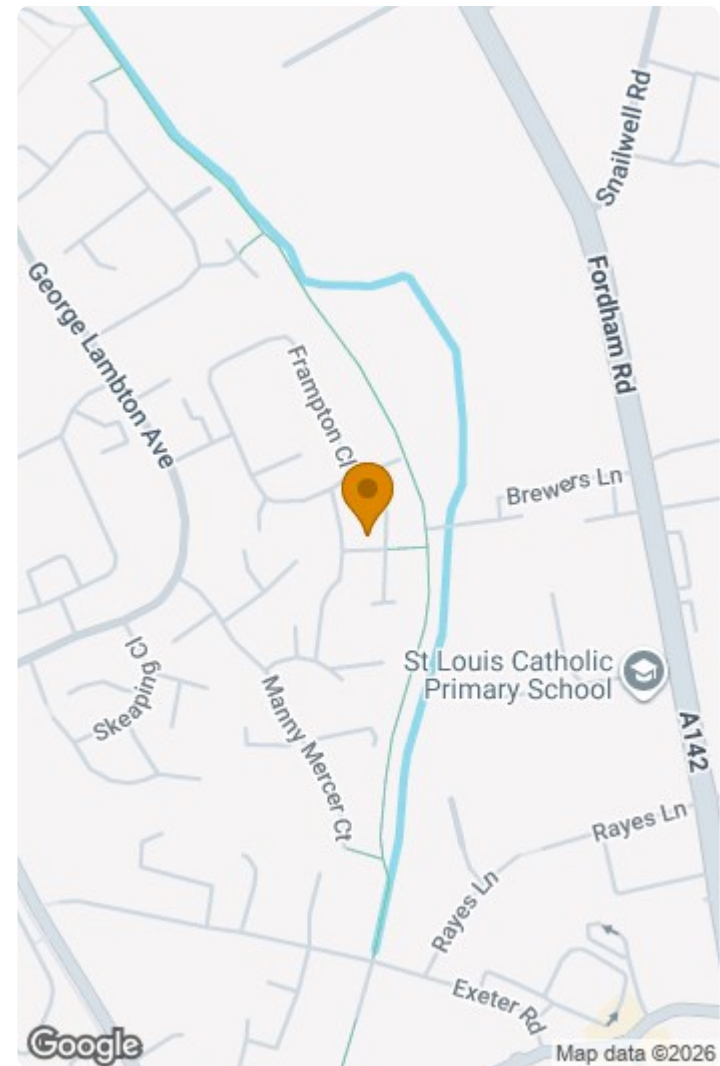 Snailwell Rd
Fordham Rd
George Lambton Ave
Frampton Cl
Brewers Ln
St Louis Catholic
Primary School
Skeaping Cl
Manny Mercer Ct
A142
Rayes Ln
Rayes Ln
Exeter Rd
Google
Map data ©2026